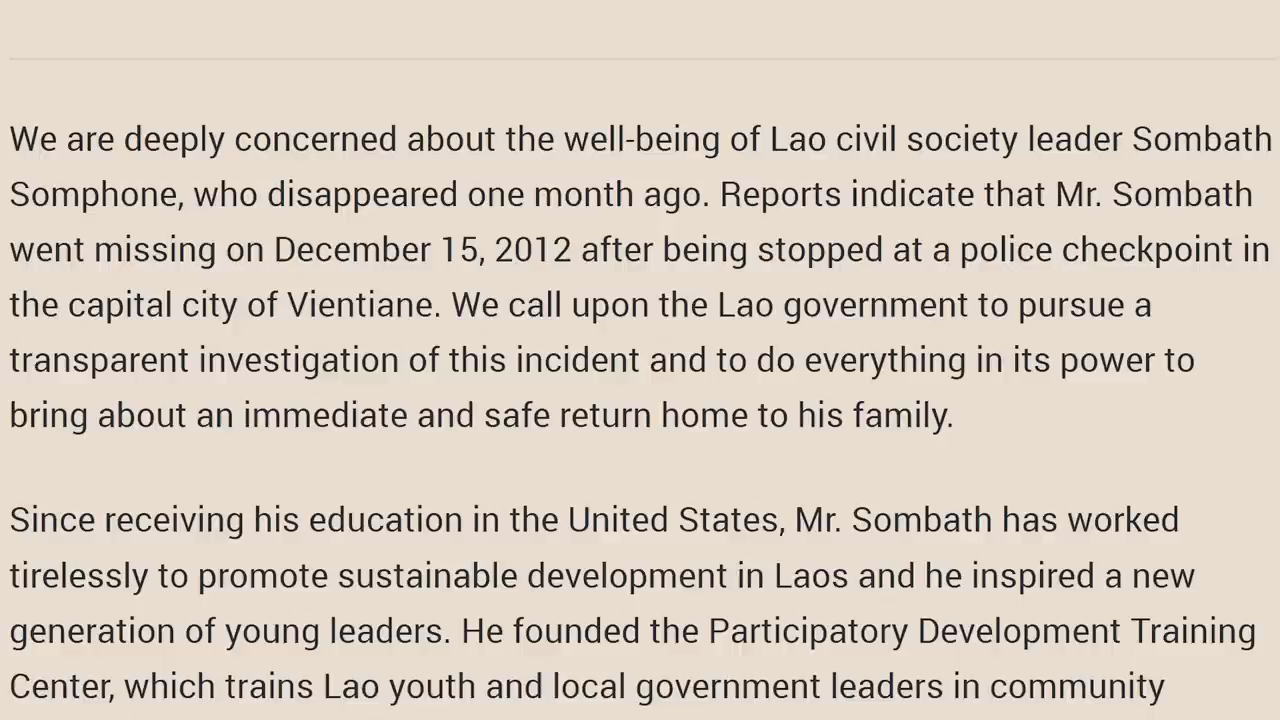 We are deeply concerned about the well-being of Lao civil society leader Sombath
Somphone, who disappeared one month ago. Reports indicate that Mr. Sombath
went missing on December 15, 2012 after being stopped at a police checkpoint in
the capital city of Vientiane. We call upon the Lao government to pursue a
transparent investigation of this incident and to do everything in its power to
bring about an immediate and safe return home to his family.
Since receiving his education in the United States, Mr. Sombath has worked
tirelessly to promote sustainable development in Laos and he inspired a new
generation of young leaders. He founded the Participatory Development Training
Center, which trains Lao youth and local government leaders in community